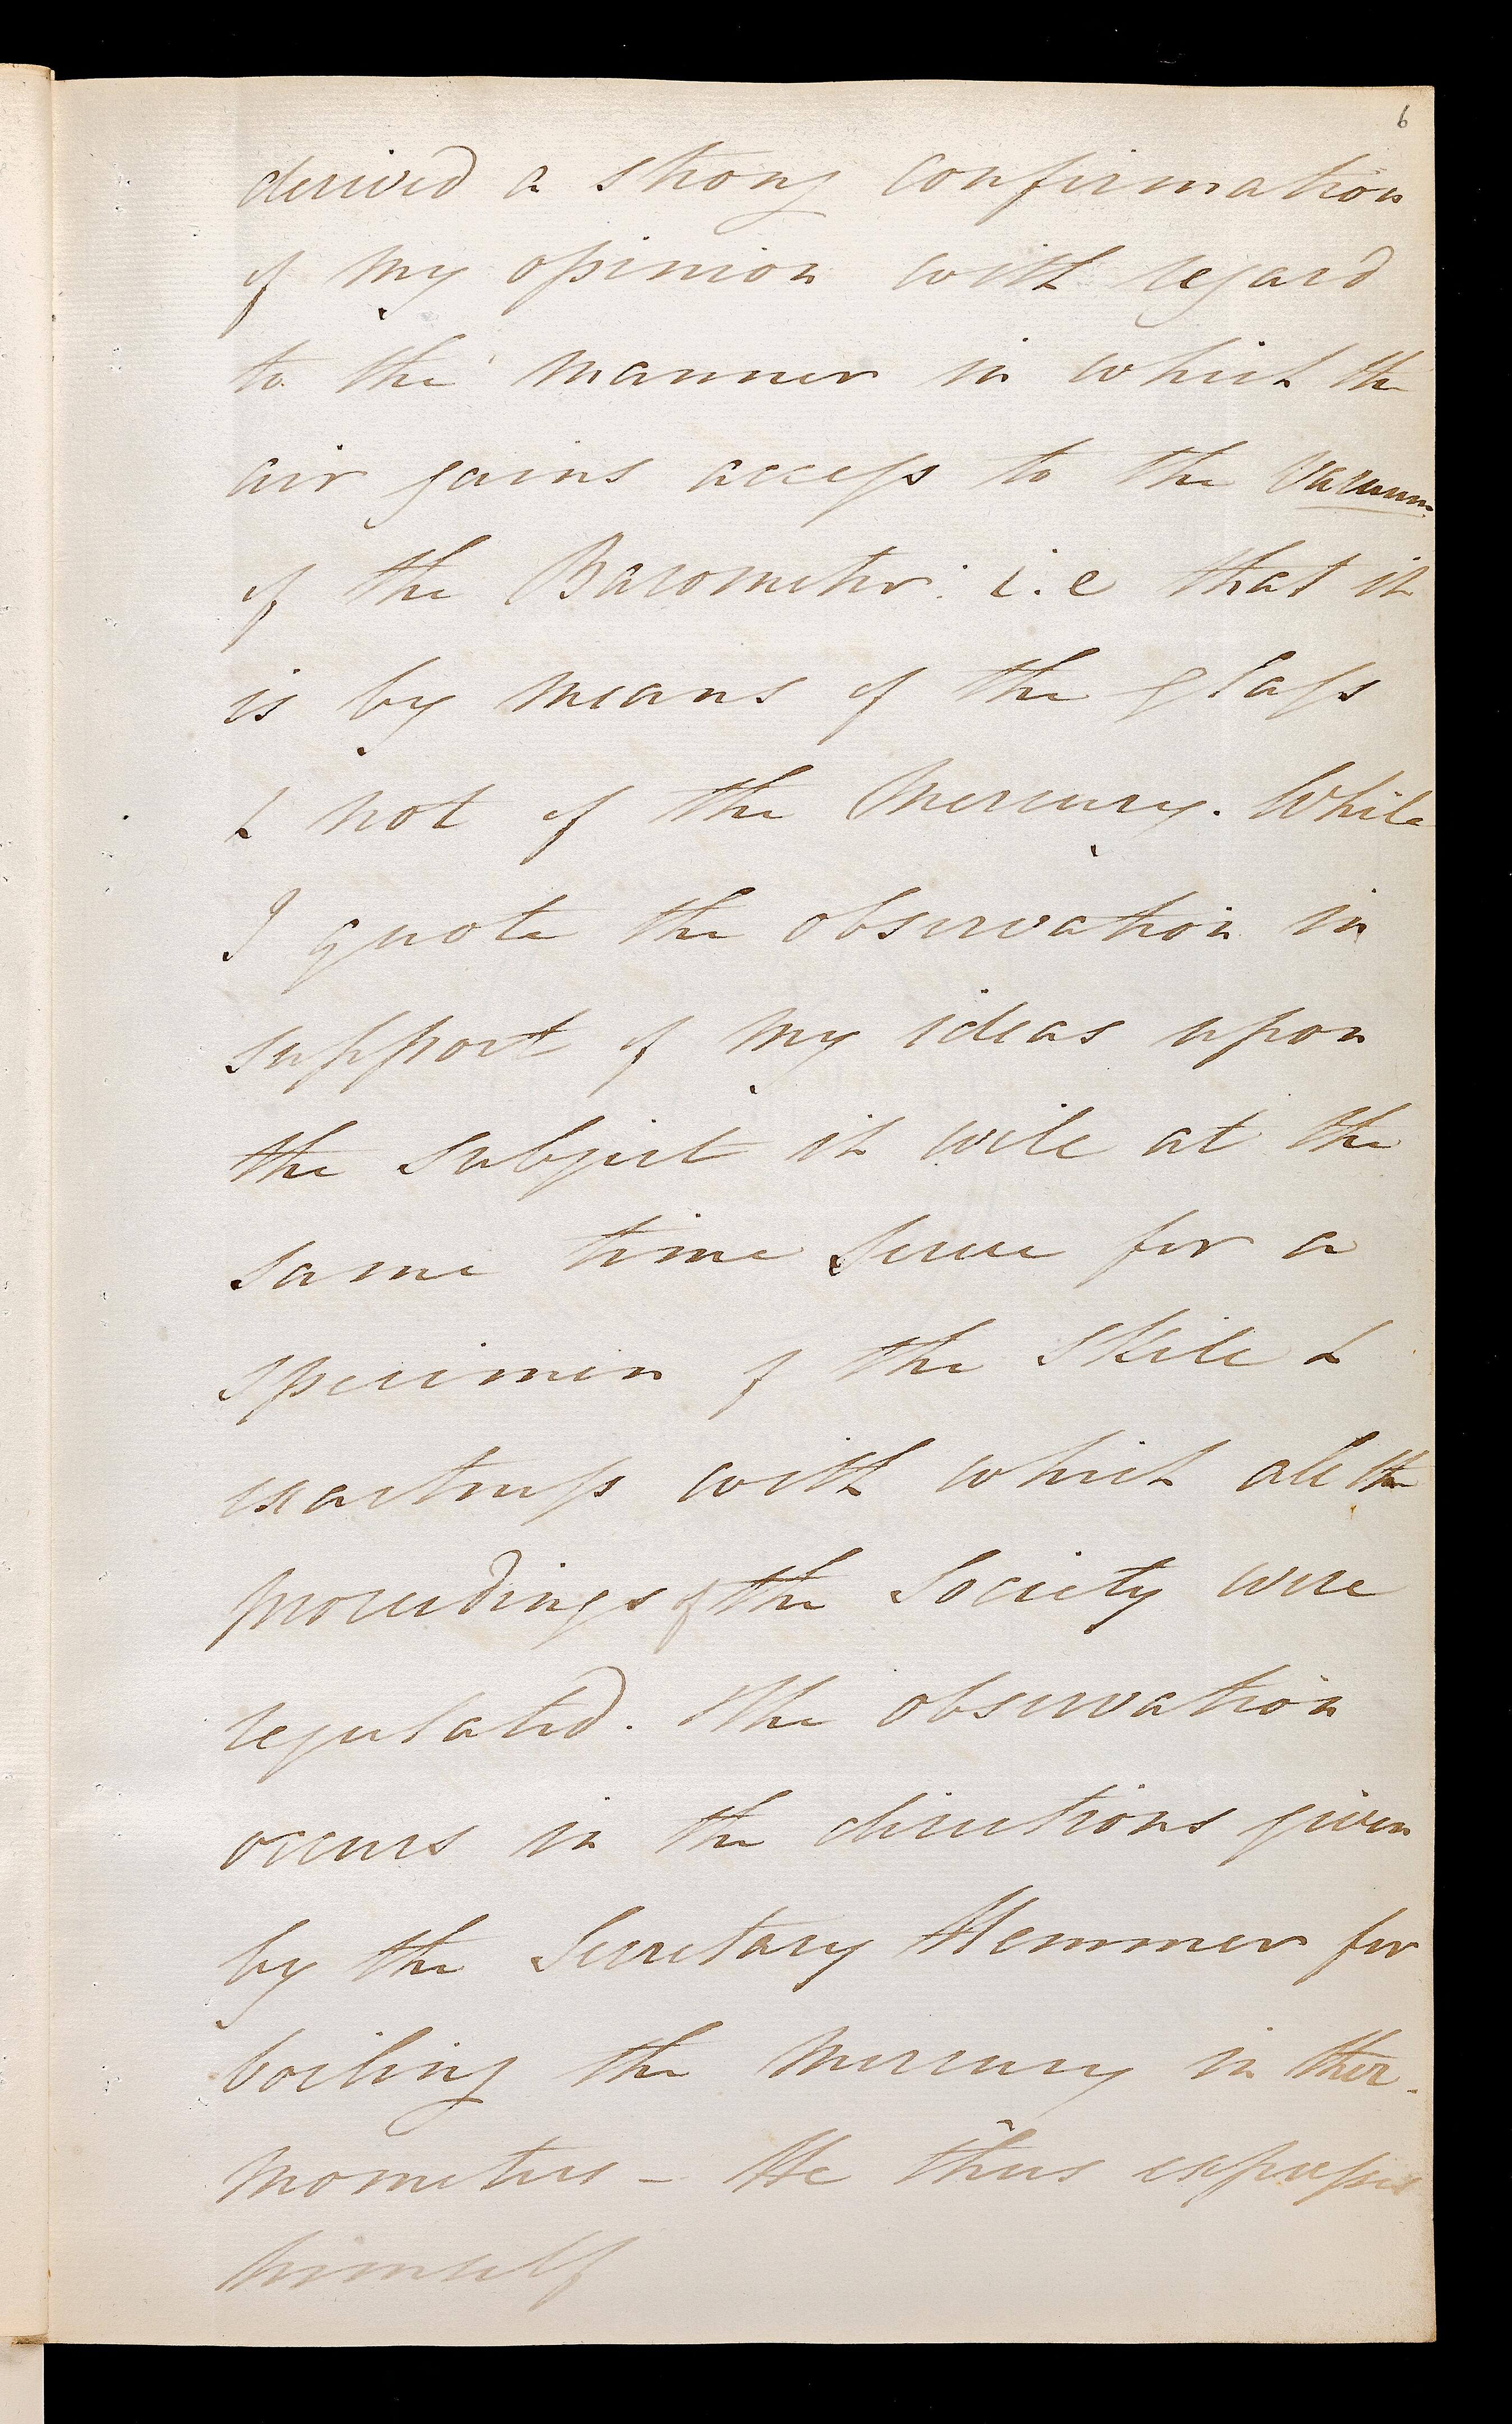 6
derived a strong confirmation
of my opinion with regard
to the manner in which the
air gains access to the vacuum
of the Barometer: i.e that it
is by means of the glass
& not of the Mercury. While
I quote the observation in
support of my ideas upon
the subject it will at the
same time serve for a
specimen of the skill &
exactness with which all the
proceedings of the Society were
regulated. The observation
occurs in the directions given
by the Secretary Hemmer for
boiling the Mercury in ther-
mometers - He thus expresses
himself